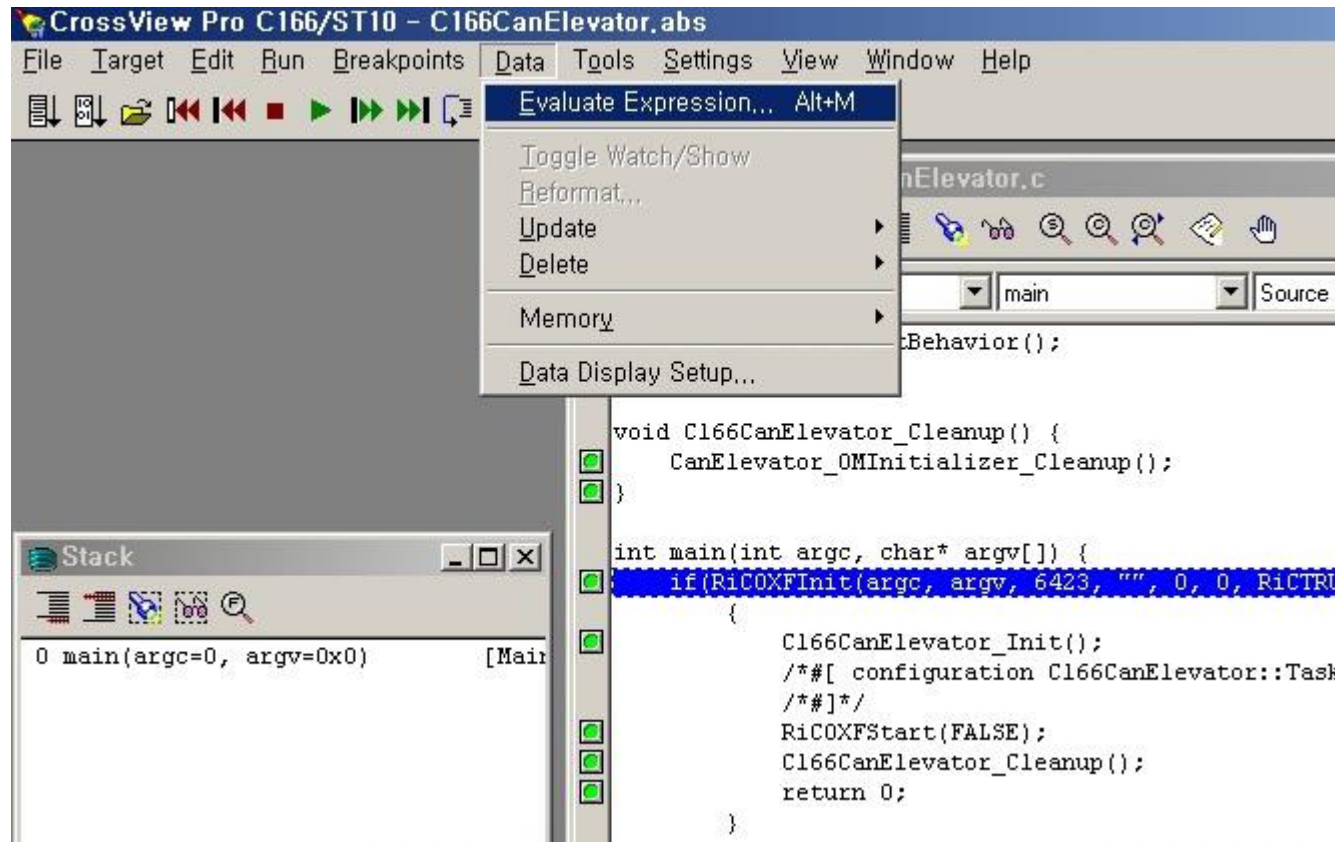 CrossView Pro C166/ST10 - C166CanElevator.abs
File Target Edit Run Breakpoints Data Tools Settings View Window Help
Evaluate Expression... Alt+M
Toggle Watch/Show
Reformat...
Update
Delete
Memory
Data Display Setup...
nElevator.c
main Source
tBehavior();
void C166CanElevator_Cleanup() {
CanElevator_OMInitializer_Cleanup();
}
int main(int argc, char* argv[]) {
if(RiCOXFInit(argc, argv, 6423, "", 0, 0, RiCTRU
{
C166CanElevator_Init();
/*#[ configuration C166CanElevator::Task
/*#]*/
RiCOXFStart(FALSE);
C166CanElevator_Cleanup();
return 0;
}
Stack
0 main(argc=0, argv=0x0) [Main